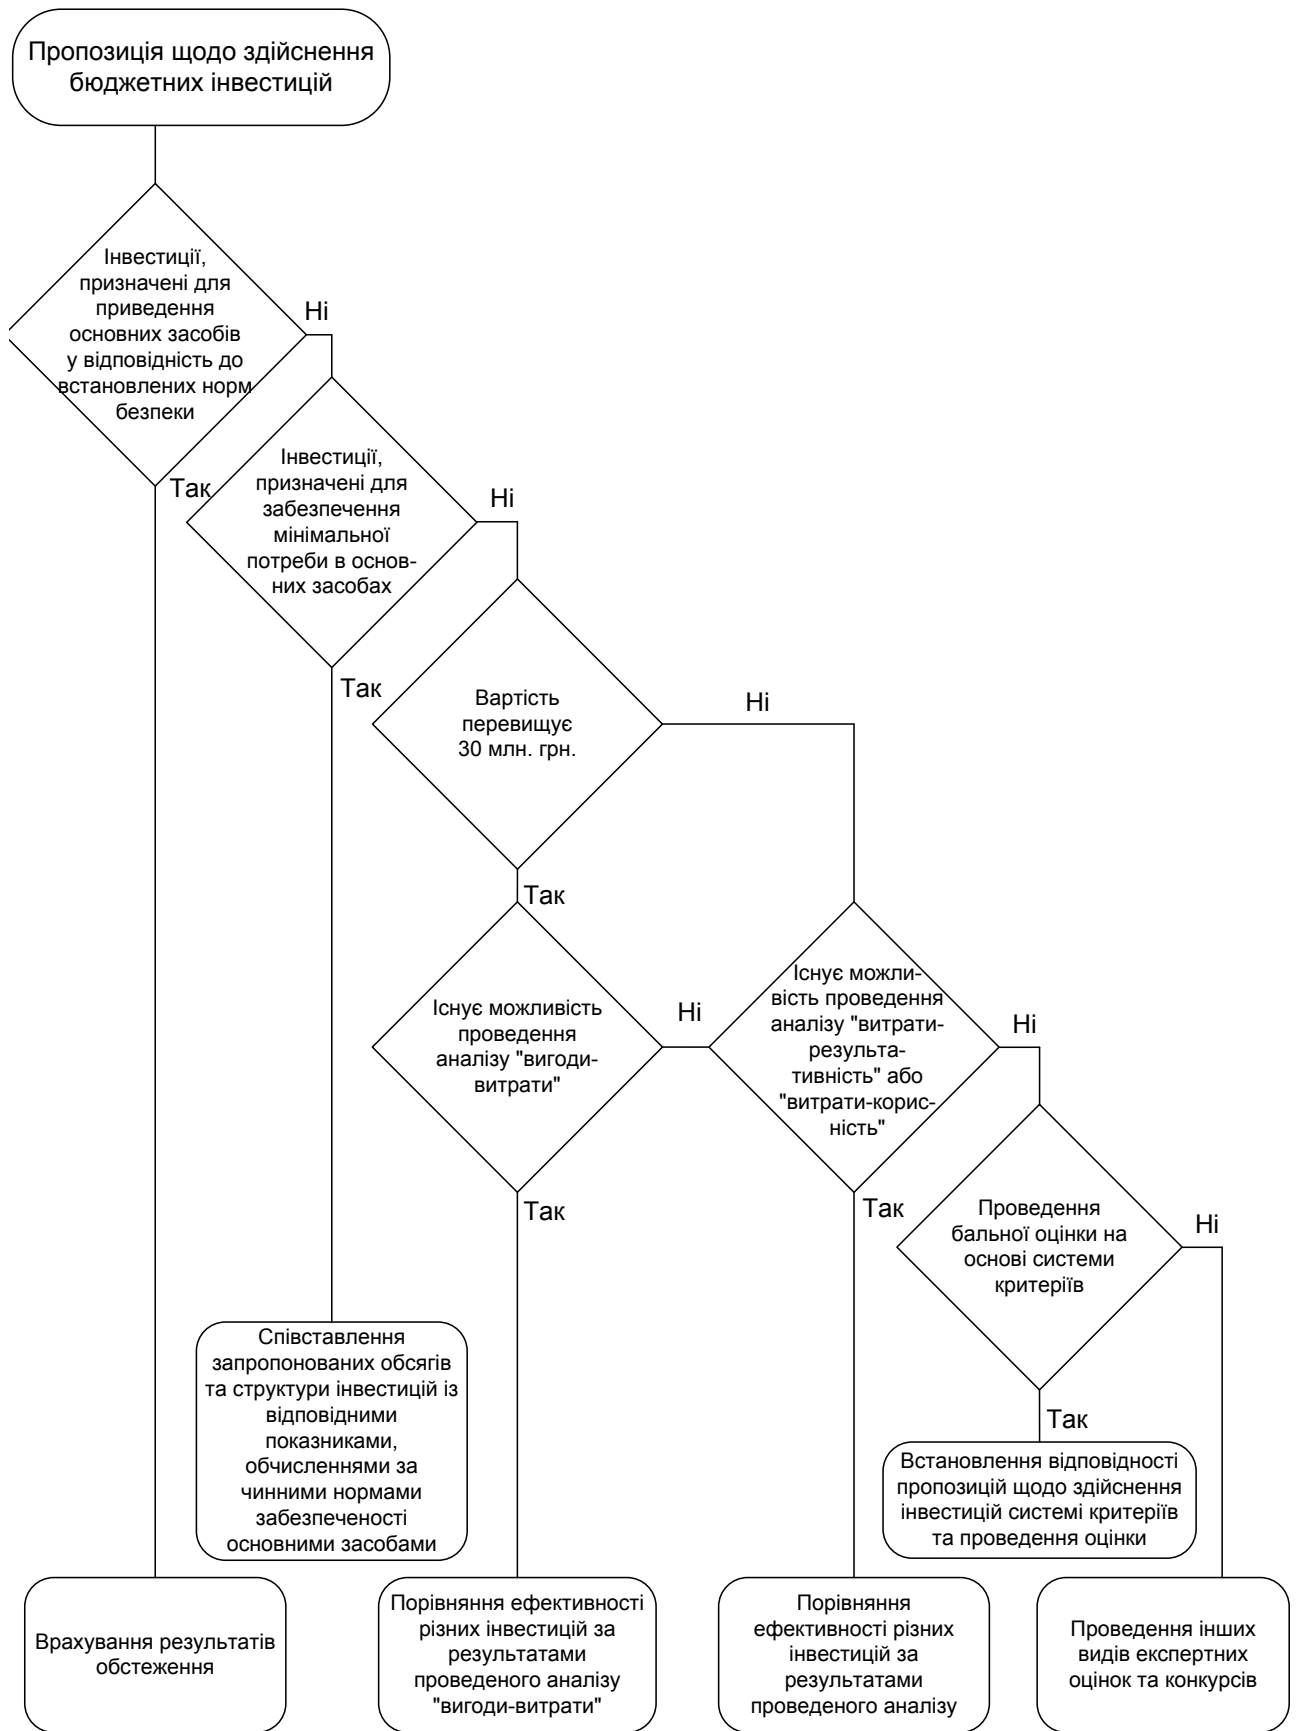 Пропозиція щодо здійснення
бюджетних інвестицій
Інвестиції,
призначені для
приведення
основних засобів
у відповідність до
встановлених норм
безпеки
Ні
Так
Інвестиції,
призначені для
забезпечення
мінімальної
потреби в основ-
них засобах
Ні
Так
Вартість
перевищує
30 млн. грн.
Ні
Так
Існує можливість
проведення
аналізу "вигоди-
витрати"
Ні
Так
Існує можли-
вість проведення
аналізу "витрати-
результа-
тивність" або
"витрати-корис-
ність"
Ні
Так
Проведення
бальної оцінки на
основі системи
критеріїв
Ні
Так
Співставлення
запропонованих обсягів
та структури інвестицій із
відповідними
показниками,
обчисленнями за
чинними нормами
забезпеченості
основними засобами
Встановлення відповідності
пропозицій щодо здійснення
інвестицій системі критеріїв
та проведення оцінки
Врахування результатів
обстеження
Порівняння ефективності
різних інвестицій за
результатами
проведеного аналізу
"вигоди-витрати"
Порівняння
ефективності різних
інвестицій за
результатами
проведеного аналізу
Проведення інших
видів експертних
оцінок та конкурсів